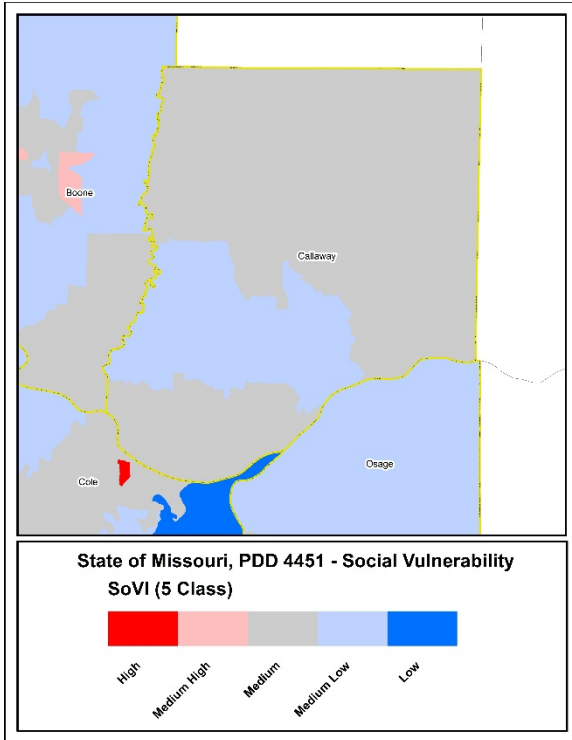 Boone
Callaway
Osage
Cole
State of Missouri, PDD 4451 - Social Vulnerability
SoVI (5 Class)
High
Medium High
Medium
Medium Low
Low